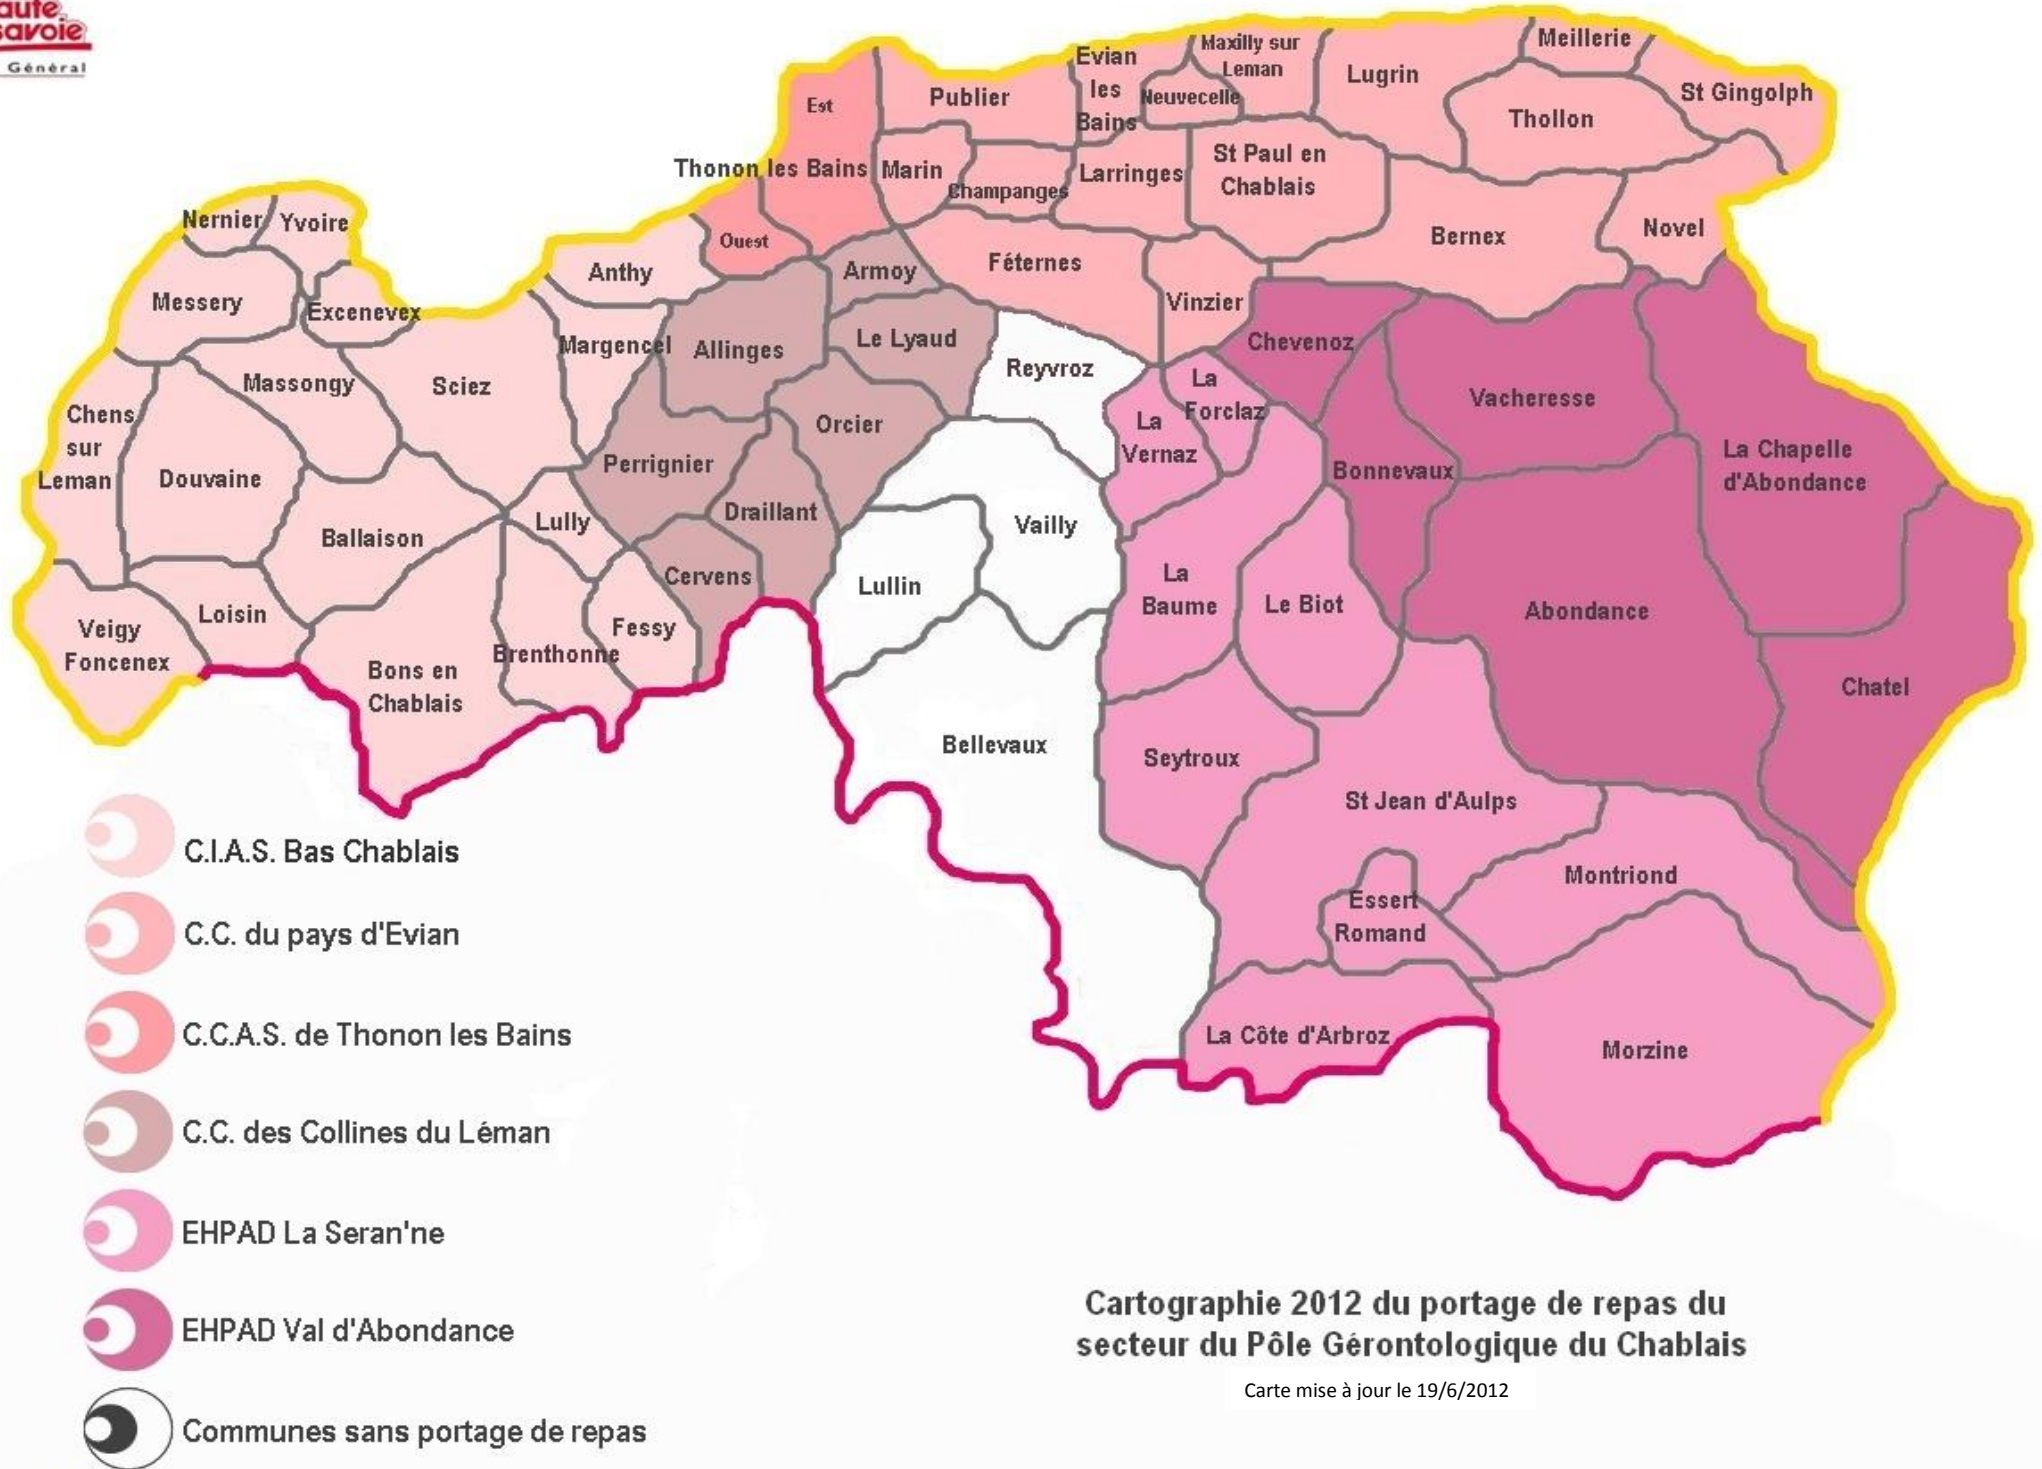 savoie
Général
Evian
les
Bains
Maxilly sur
Leman
Neuvecelle
Lugrin
Meillerie
St Gingolph
Thollon
Publier
Est
Thonon les Bains
Ouest
Marin
Champanges
Larringes
St Paul en
Chablais
Bernex
Novel
Nernier
Yvoire
Messery
Excenevex
Anthy
Armoy
Féternes
Vinzier
Chevenoz
Margencel
Allinges
Le Lyaud
Reyvroz
Massongy
Sciez
La
Forclaz
La
Vernaz
Vacheresse
Chens
sur
Leman
Douvaine
Orcier
Perrignier
Bonnevaux
La Chapelle
d'Abondance
Ballaison
Lully
Draillant
Vailly
Cervens
Lullin
La
Baume
Le Biot
Abondance
Veigy
Foncenex
Loisin
Fessy
Brenthonne
Bons en
Chablais
Chatel
Bellevaux
Seytroux
St Jean d'Aulps
Montriond
Essert
Romand
La Côte d'Arbroz
Morzine
C.I.A.S. Bas Chablais
C.C. du pays d'Evian
C.C.A.S. de Thonon les Bains
C.C. des Collines du Léman
EHPAD La Seran'ne
EHPAD Val d'Abondance
Communes sans portage de repas
Cartographie 2012 du portage de repas du
secteur du Pôle Gérontologique du Chablais
Carte mise à jour le 19/6/2012